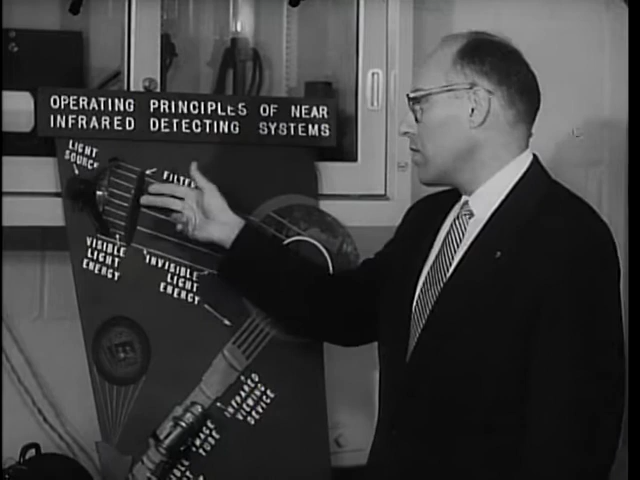 OPERATING PRINCIPLES OF NEAR
INFRARED DETECTING SYSTEMS
LIGHT
SOURCE
FILTER
VISIBLE
LIGHT
ENERGY
INVISIBLE
LIGHT
ENERGY
INFRARED
VIEWING
DEVICE
TUBE